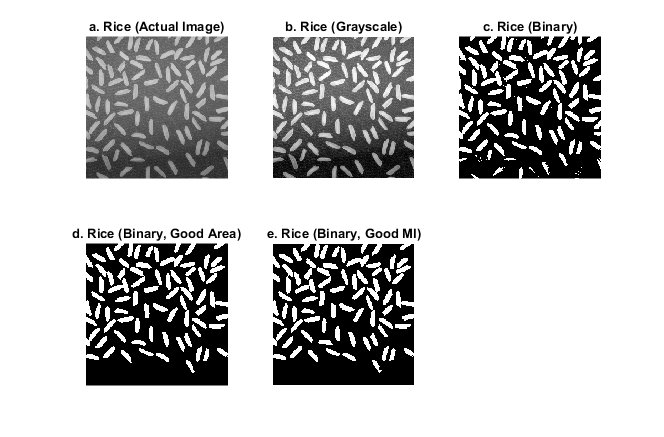 a. Rice (Actual Image)
b. Rice (Grayscale)
c. Rice (Binary)
d. Rice (Binary, Good Area)
e. Rice (Binary, Good MI)